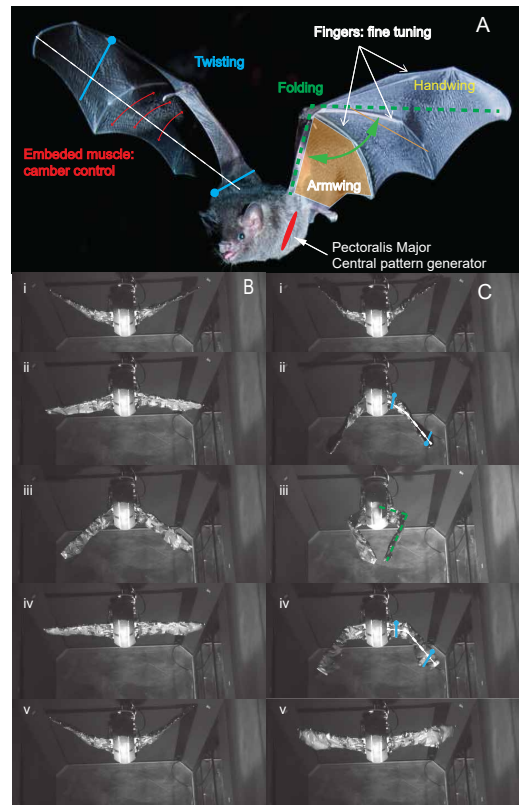 A
Fingers: fine tuning
Twisting
Folding
Handwing
Embeded muscle:
camber control
Armwing
Pectoralis Major
Central pattern generator
i
B
i
C
ii
ii
iii
iii
iv
iv
v
v